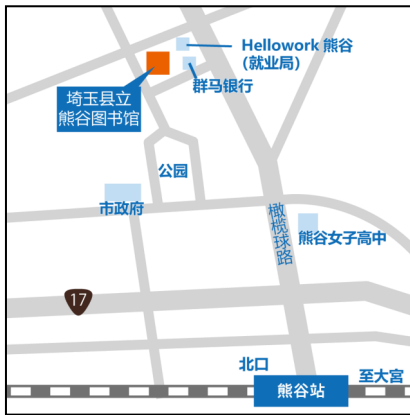 Hellowork 熊谷
(就业局)
群马银行
埼玉县立
熊谷图书馆
公园
市政府
橄榄球路
熊谷女子高中
17
北口
至大宫
熊谷站